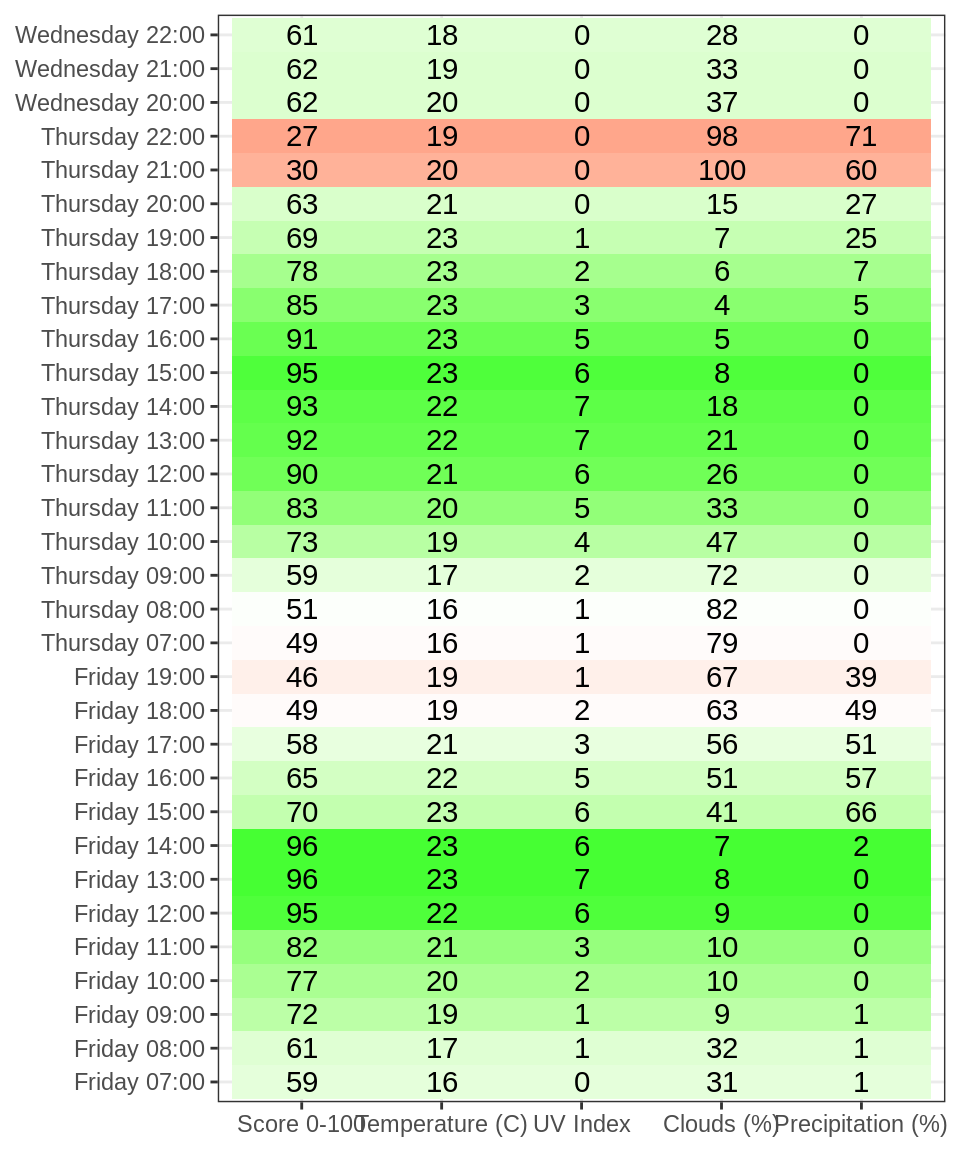 Wednesday 22:00 61 18 0 28 0
Wednesday 21:00 62 19 0 33 0
Wednesday 20:00 62 20 0 37 0
Thursday 22:00 27 19 0 98 71
Thursday 21:00 30 20 0 100 60
Thursday 20:00 63 21 0 15 27
Thursday 19:00 69 23 1 7 25
Thursday 18:00 78 23 2 6 7
Thursday 17:00 85 23 3 4 5
Thursday 16:00 91 23 5 5 0
Thursday 15:00 95 23 6 8 0
Thursday 14:00 93 22 7 18 0
Thursday 13:00 92 22 7 21 0
Thursday 12:00 90 21 6 26 0
Thursday 11:00 83 20 5 33 0
Thursday 10:00 73 19 4 47 0
Thursday 09:00 59 17 2 72 0
Thursday 08:00 51 16 1 82 0
Thursday 07:00 49 16 1 79 0
Friday 19:00 46 19 1 67 39
Friday 18:00 49 19 2 63 49
Friday 17:00 58 21 3 56 51
Friday 16:00 65 22 5 51 57
Friday 15:00 70 23 6 41 66
Friday 14:00 96 23 6 7 2
Friday 13:00 96 23 7 8 0
Friday 12:00 95 22 6 9 0
Friday 11:00 82 21 3 10 0
Friday 10:00 77 20 2 10 0
Friday 09:00 72 19 1 9 1
Friday 08:00 61 17 1 32 1
Friday 07:00 59 16 0 31 1
Score 0-100 Temperature (C) UV Index Clouds (%) Precipitation (%)